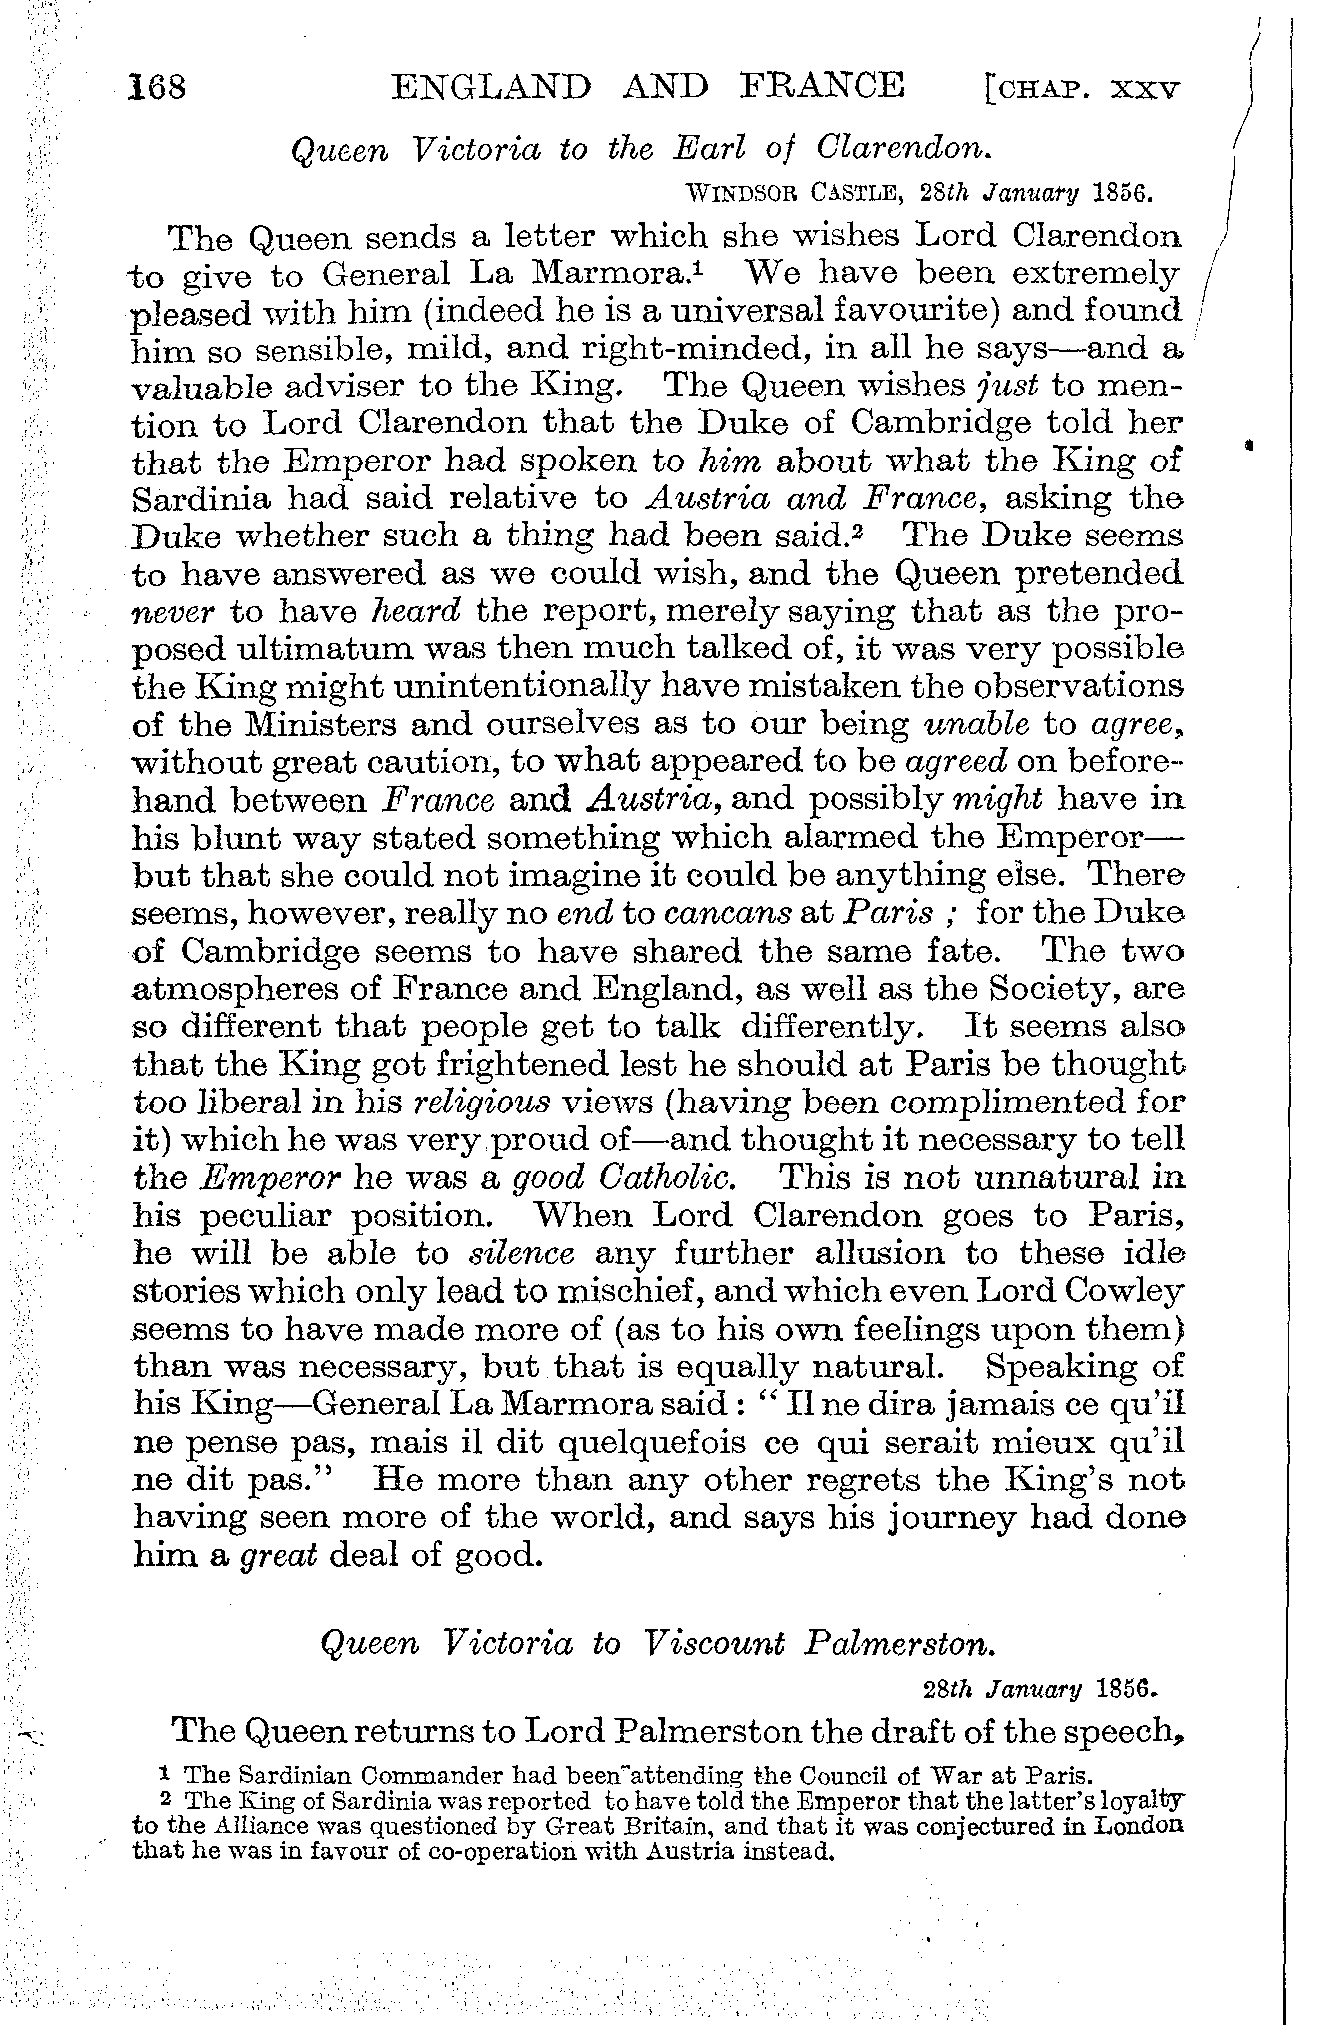 168 ENGLAND AND FRANCE [CHAP. XXV
Queen Victoria to the Earl of Clarendon.
WINDSOR CASTLE, 28th January 1856.
The Queen sends a letter which she wishes Lord Clarendon
to give to General La Marmora.¹ We have been extremely
pleased with him (indeed he is a universal favourite) and found
him so sensible, mild, and right-minded, in all he says—and a
valuable adviser to the King. The Queen wishes just to men-
tion to Lord Clarendon that the Duke of Cambridge told her
that the Emperor had spoken to him about what the King of
Sardinia had said relative to Austria and France, asking the
Duke whether such a thing had been said.² The Duke seems
to have answered as we could wish, and the Queen pretended
never to have heard the report, merely saying that as the pro-
posed ultimatum was then much talked of, it was very possible
the King might unintentionally have mistaken the observations
of the Ministers and ourselves as to our being unable to agree,
without great caution, to what appeared to be agreed on before-
hand between France and Austria, and possibly might have in
his blunt way stated something which alarmed the Emperor—
but that she could not imagine it could be anything else. There
seems, however, really no end to cancans at Paris ; for the Duke
of Cambridge seems to have shared the same fate. The two
atmospheres of France and England, as well as the Society, are
so different that people get to talk differently. It seems also
that the King got frightened lest he should at Paris be thought
too liberal in his religious views (having been complimented for
it) which he was very proud of—and thought it necessary to tell
the Emperor he was a good Catholic. This is not unnatural in
his peculiar position. When Lord Clarendon goes to Paris,
he will be able to silence any further allusion to these idle
stories which only lead to mischief, and which even Lord Cowley
seems to have made more of (as to his own feelings upon them)
than was necessary, but that is equally natural. Speaking of
his King—General La Marmora said : “ Il ne dira jamais ce qu’il
ne pense pas, mais il dit quelquefois ce qui serait mieux qu’il
ne dit pas.” He more than any other regrets the King’s not
having seen more of the world, and says his journey had done
him a great deal of good.
Queen Victoria to Viscount Palmerston.
28th January 1856.
The Queen returns to Lord Palmerston the draft of the speech,
1 The Sardinian Commander had been attending the Council of War at Paris.
2 The King of Sardinia was reported to have told the Emperor that the latter’s loyalty
to the Alliance was questioned by Great Britain, and that it was conjectured in London
that he was in favour of co-operation with Austria instead.